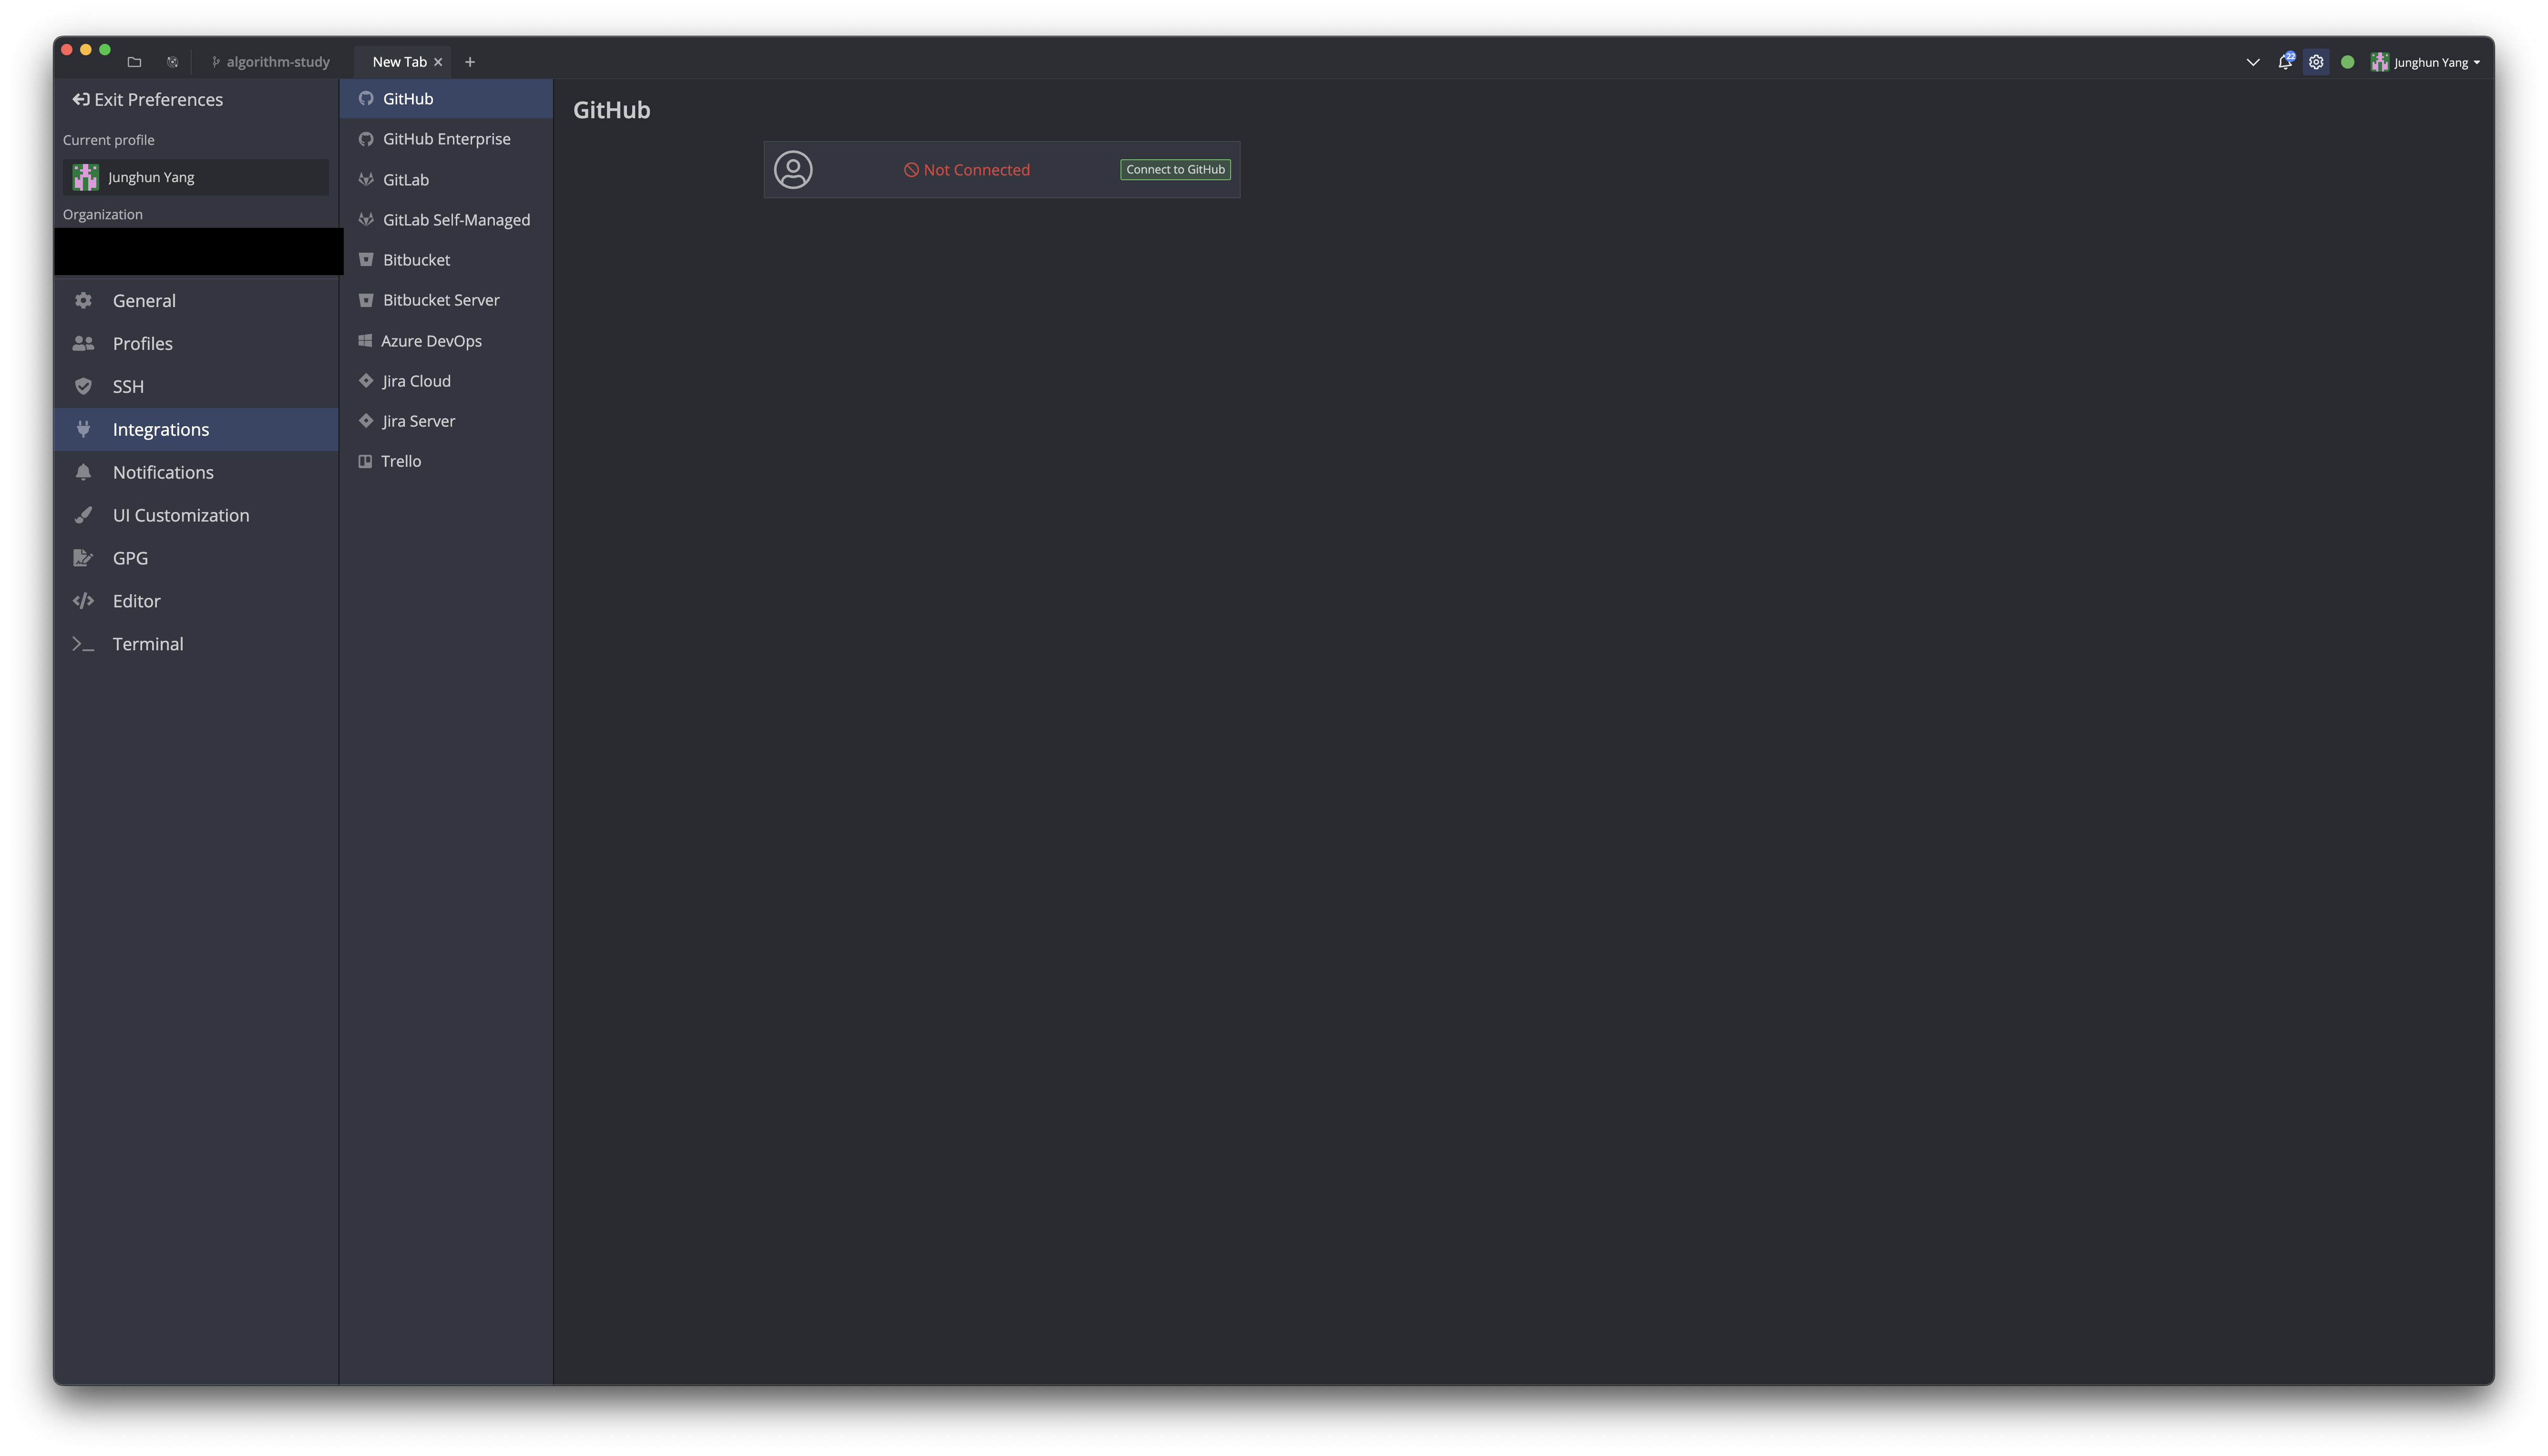 algorithm-study
New Tab
22
Junghun Yang
Exit Preferences
Current profile
Junghun Yang
Organization
General
Profiles
SSH
Integrations
Notifications
UI Customization
GPG
Editor
Terminal
GitHub
GitHub Enterprise
GitLab
GitLab Self-Managed
Bitbucket
Bitbucket Server
Azure DevOps
Jira Cloud
Jira Server
Trello
GitHub
Not Connected
Connect to GitHub